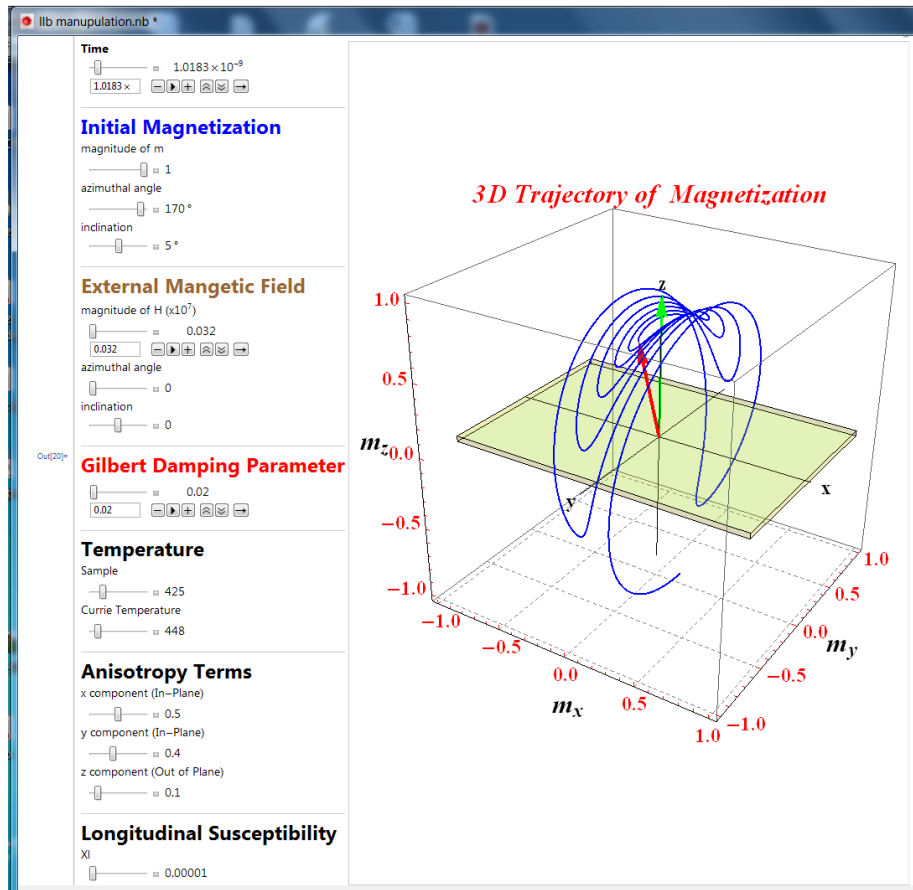 llb manupulation.nb *
Time
1.0183×10⁻⁹
1.0183 ×
Initial Magnetization
magnitude of m
1
azimuthal angle
170 °
inclination
5 °
External Mangetic Field
magnitude of H (x10⁷)
0.032
0.032
azimuthal angle
0
inclination
0
Out[20]=
Gilbert Damping Parameter
0.02
0.02
Temperature
Sample
425
Currie Temperature
448
Anisotropy Terms
x component (In−Plane)
0.5
y component (In−Plane)
0.4
z component (Out of Plane)
0.1
Longitudinal Susceptibility
Xl
0.00001
3D Trajectory of Magnetization
z
1.0
0.5
m_z
0.0
−0.5
−1.0
x
y
−1.0
−0.5
0.0
0.5
1.0
m_x
−1.0
−0.5
0.0
0.5
1.0
m_y